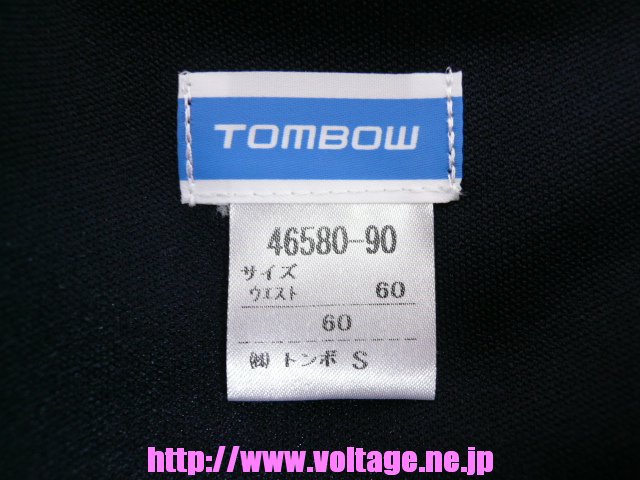 TOMBOW
46580-90
サイズ
ウエスト 60
60
㈱ トンボ S
http://www.voltage.ne.jp